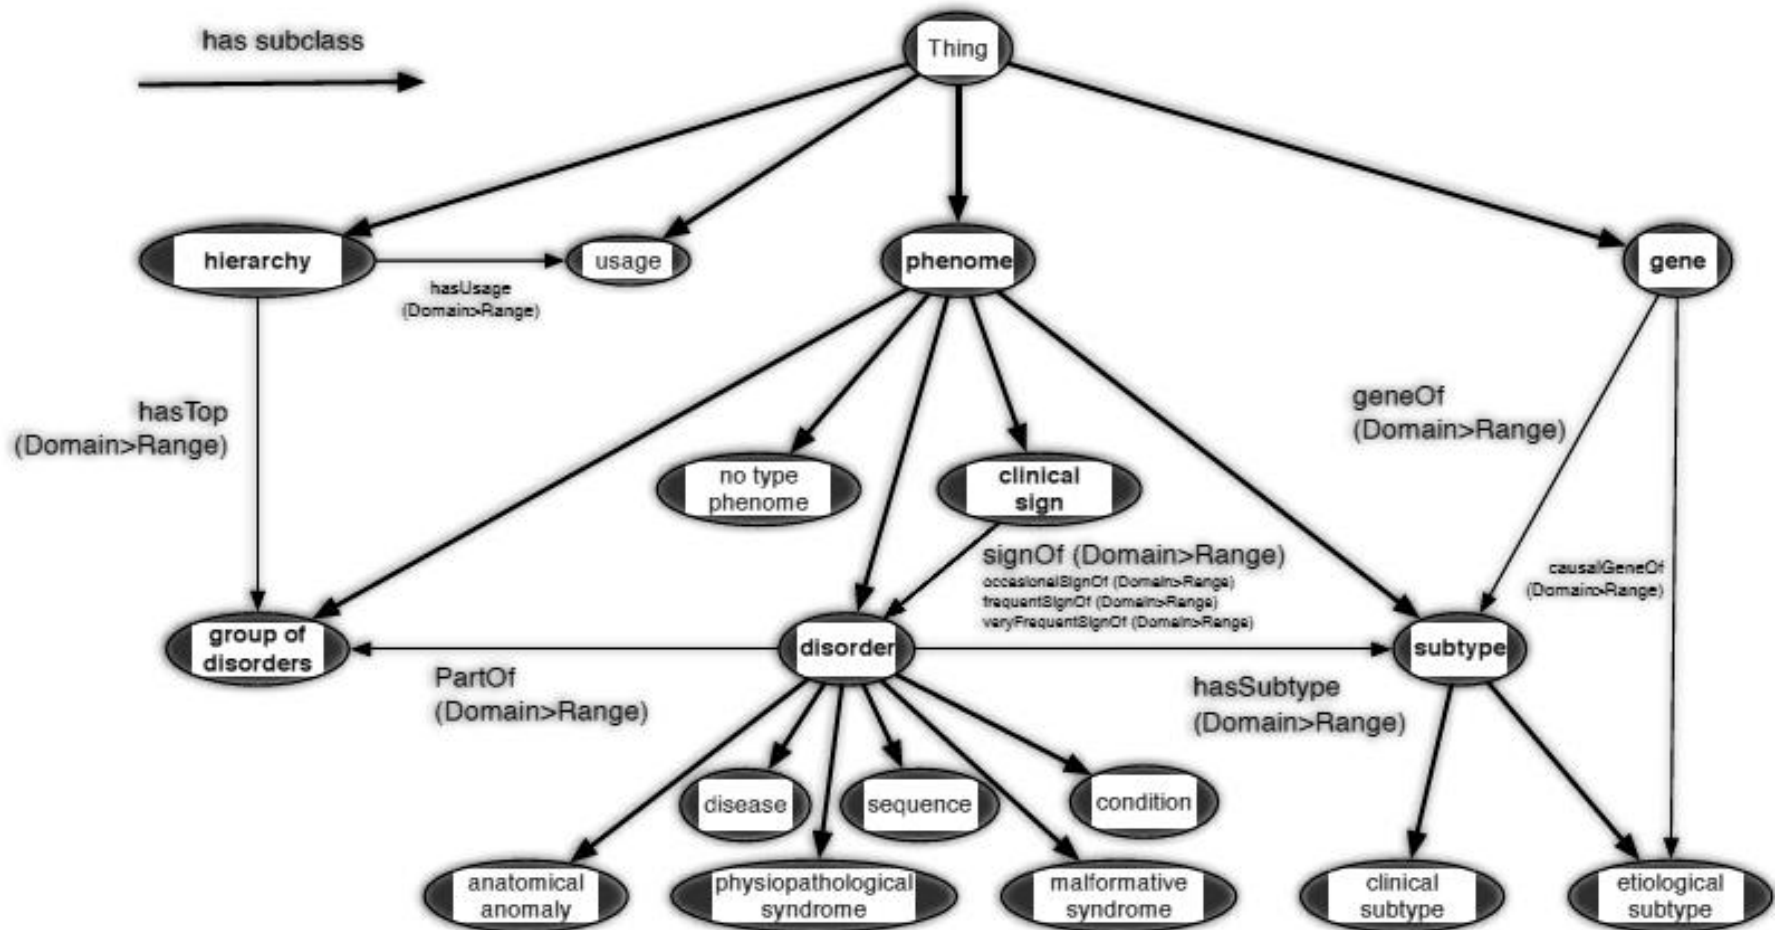 has subclass
Thing
hierarchy
usage
phenome
gene
hasUsage
(Domain>Range)
hasTop
(Domain>Range)
geneOf
(Domain>Range)
no type
phenome
clinical
sign
signOf (Domain>Range)
occasionalSignOf (Domain>Range)
frequentSignOf (Domain>Range)
veryFrequentSignOf (Domain>Range)
causalGeneOf
(Domain>Range)
group of
disorders
disorder
subtype
PartOf
(Domain>Range)
hasSubtype
(Domain>Range)
disease
sequence
condition
anatomical
anomaly
physiopathological
syndrome
malformative
syndrome
clinical
subtype
etiological
subtype